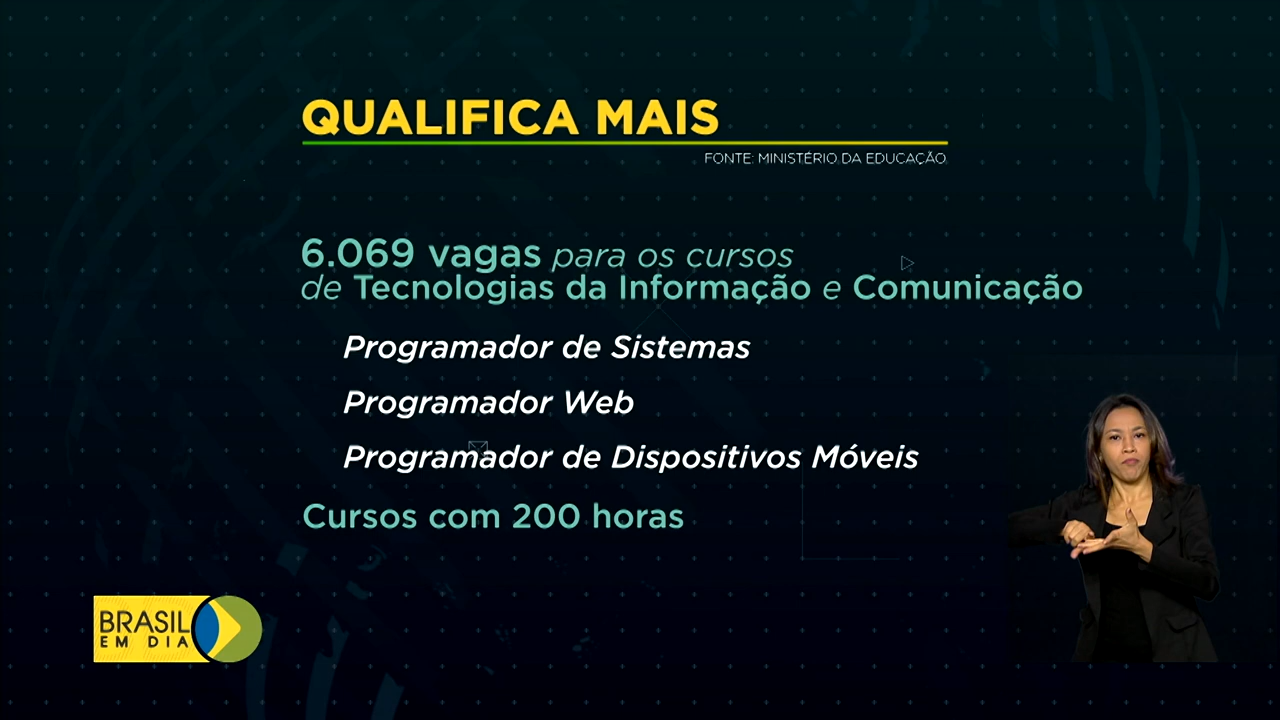 QUALIFICA MAIS
FONTE: MINISTÉRIO DA EDUCAÇÃO
6.069 vagas para os cursos
de Tecnologias da Informação e Comunicação
Programador de Sistemas
Programador Web
Programador de Dispositivos Móveis
Cursos com 200 horas
BRASIL
EM DIA